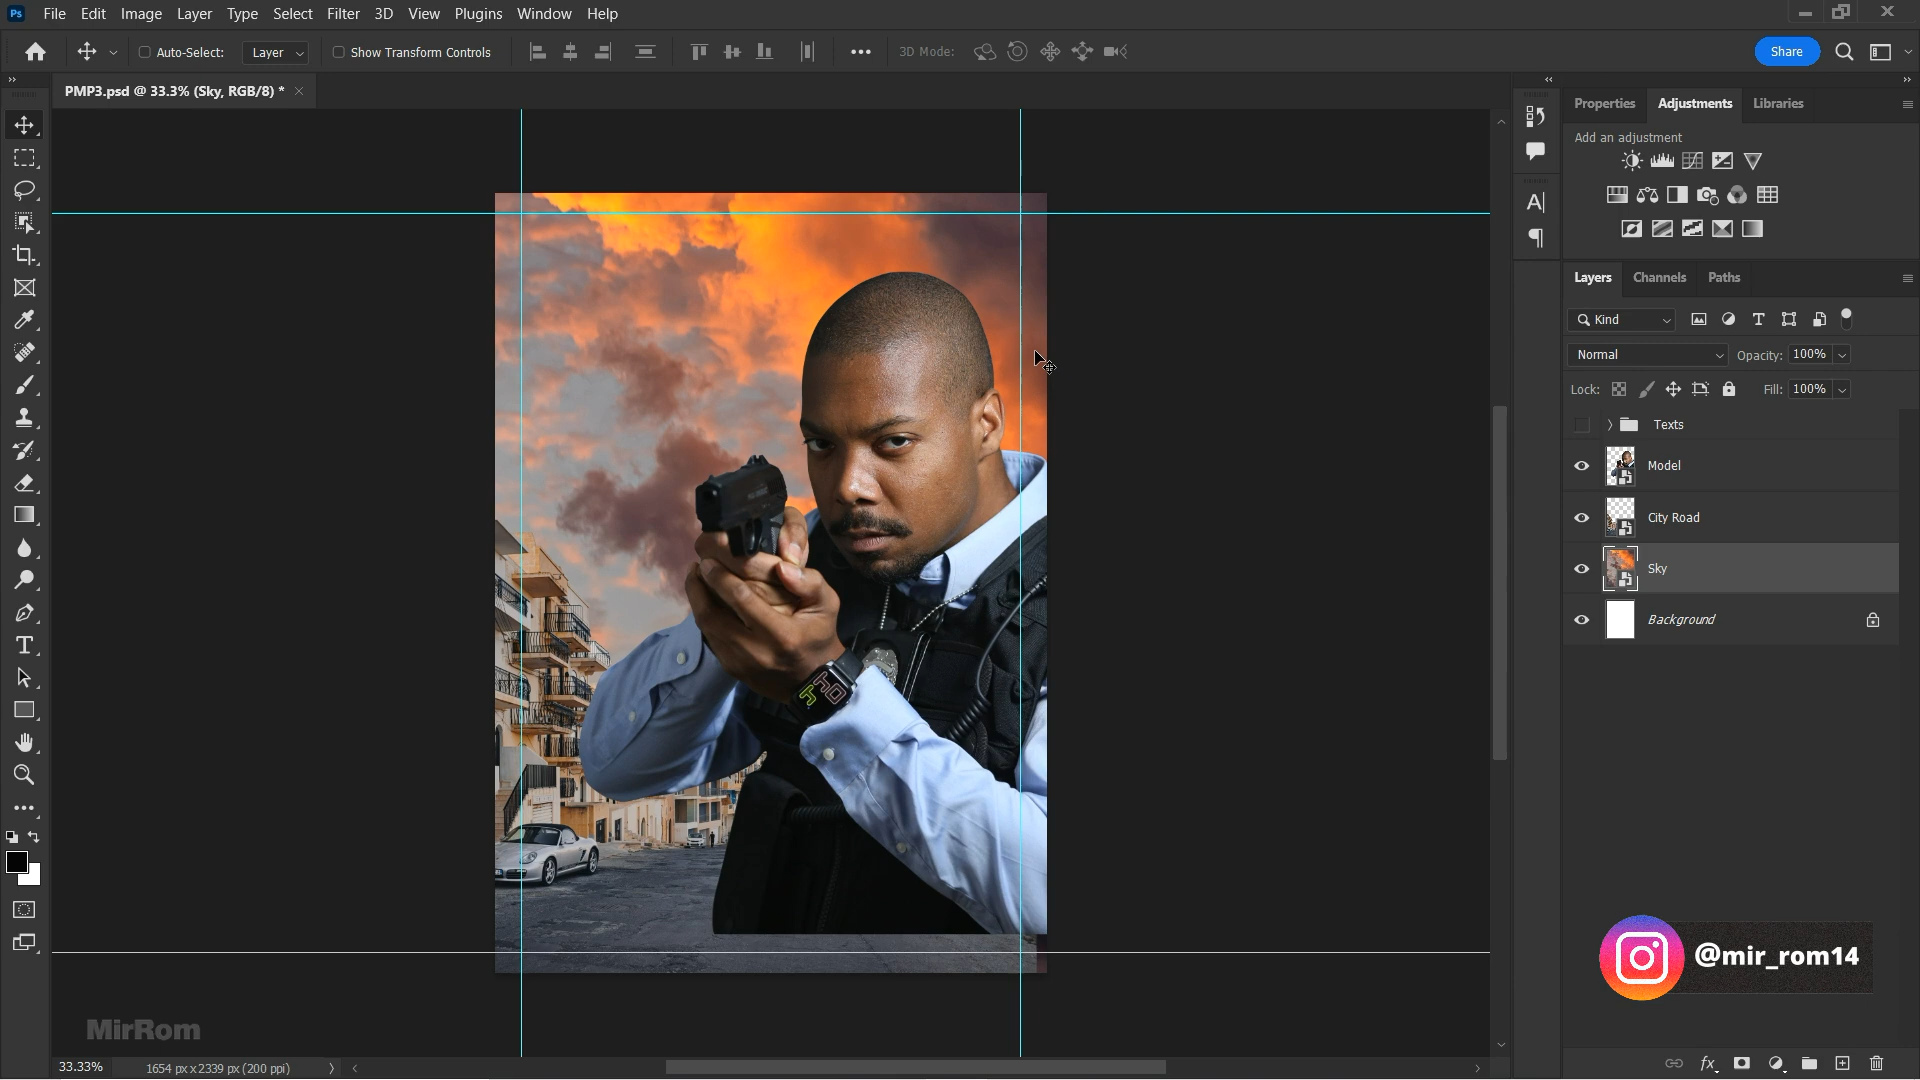 Ps File Edit Image Layer Type Select Filter 3D View Plugins Window Help
Auto-Select: Layer Show Transform Controls 3D Mode: Share
PMP3.psd @ 33.3% (Sky, RGB/8) *
Properties Adjustments Libraries
Add an adjustment
Layers Channels Paths
Kind
Normal Opacity: 100%
Lock: Fill: 100%
Texts
Model
City Road
Sky
Background
@mir_rom14
MirRom
33.33% 1654 px x 2339 px (200 ppi)